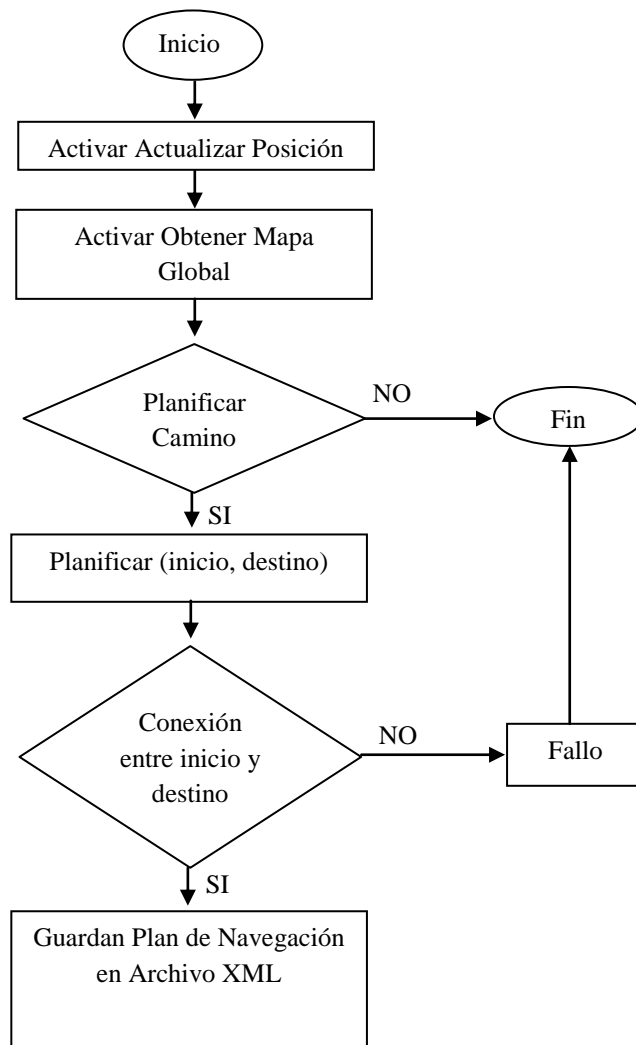 Inicio
Activar Actualizar Posición
Activar Obtener Mapa
Global
Planificar
Camino
NO
Fin
SI
Planificar (inicio, destino)
Conexión
entre inicio y
destino
NO
Fallo
SI
Guardan Plan de Navegación
en Archivo XML